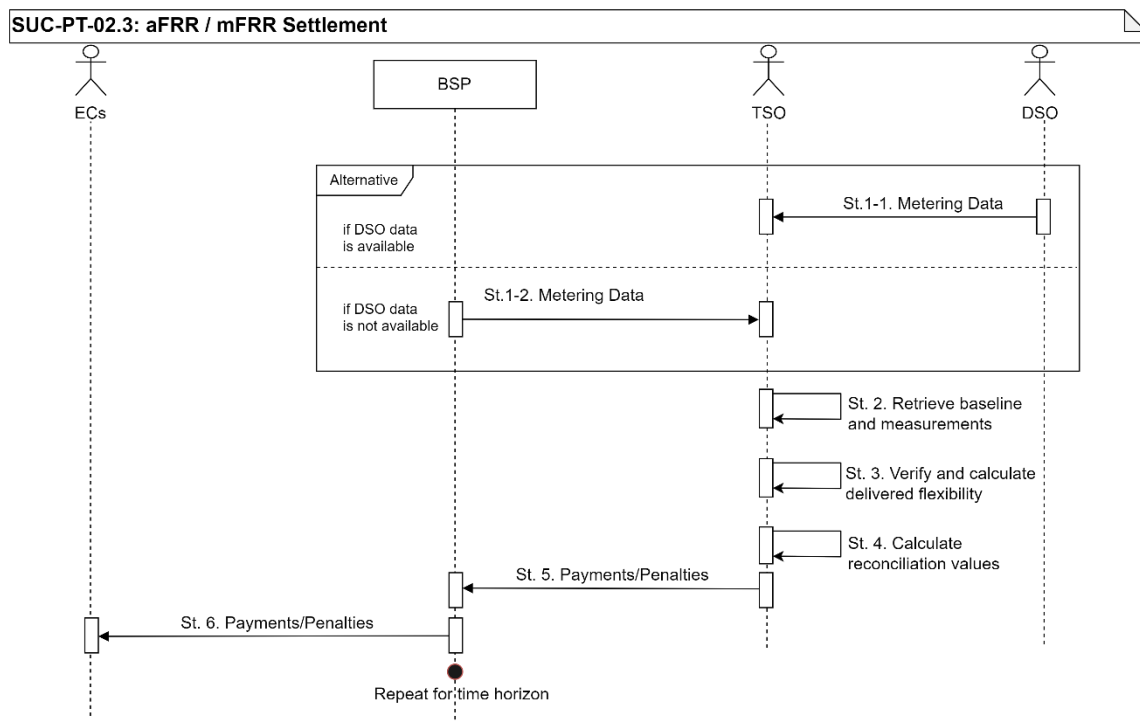 SUC-PT-02.3: aFRR / mFRR Settlement
ECs
BSP
TSO
DSO
Alternative
St.1-1. Metering Data
if DSO data
is available
St.1-2. Metering Data
if DSO data
is not available
St. 2. Retrieve baseline
and measurements
St. 3. Verify and calculate
delivered flexibility
St. 4. Calculate
reconciliation values
St. 5. Payments/Penalties
St. 6. Payments/Penalties
Repeat for time horizon